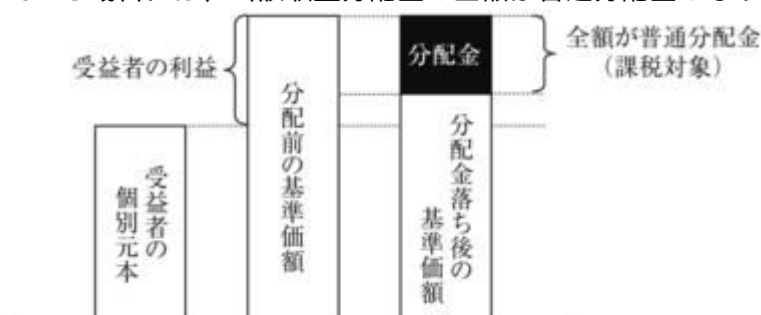 受益者の利益
分配金
全額が普通分配金
（課税対象）
分配前の基準価額
受益者の
個別元本
分配金落ち後の
基準価額